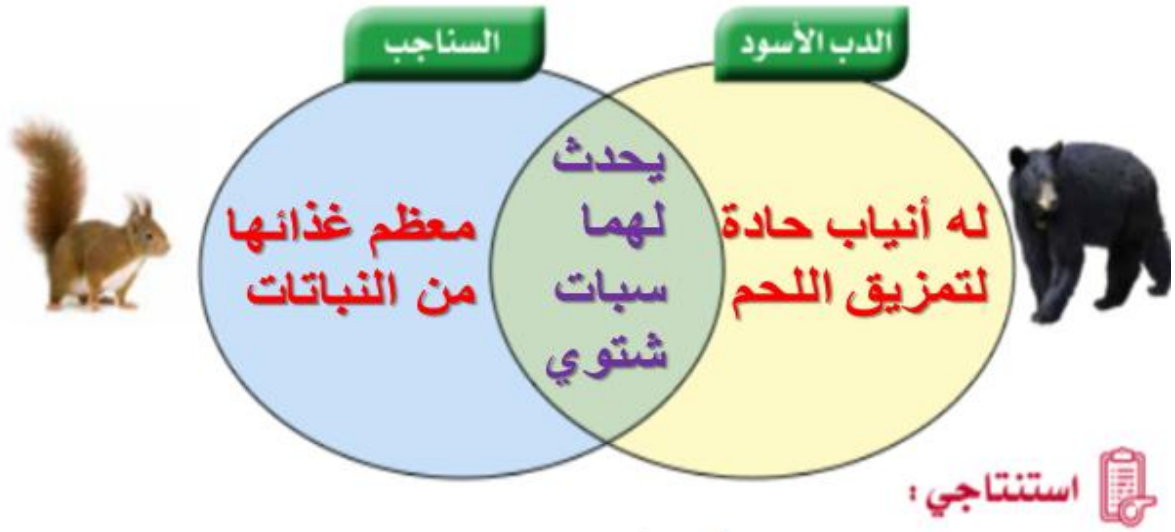 الدب الأسود
السناجب
له أنياب حادة
لتمزيق اللحم
يحدث
لهما
سبات
شتوي
معظم غذائها
من النباتات
استنتاجي :